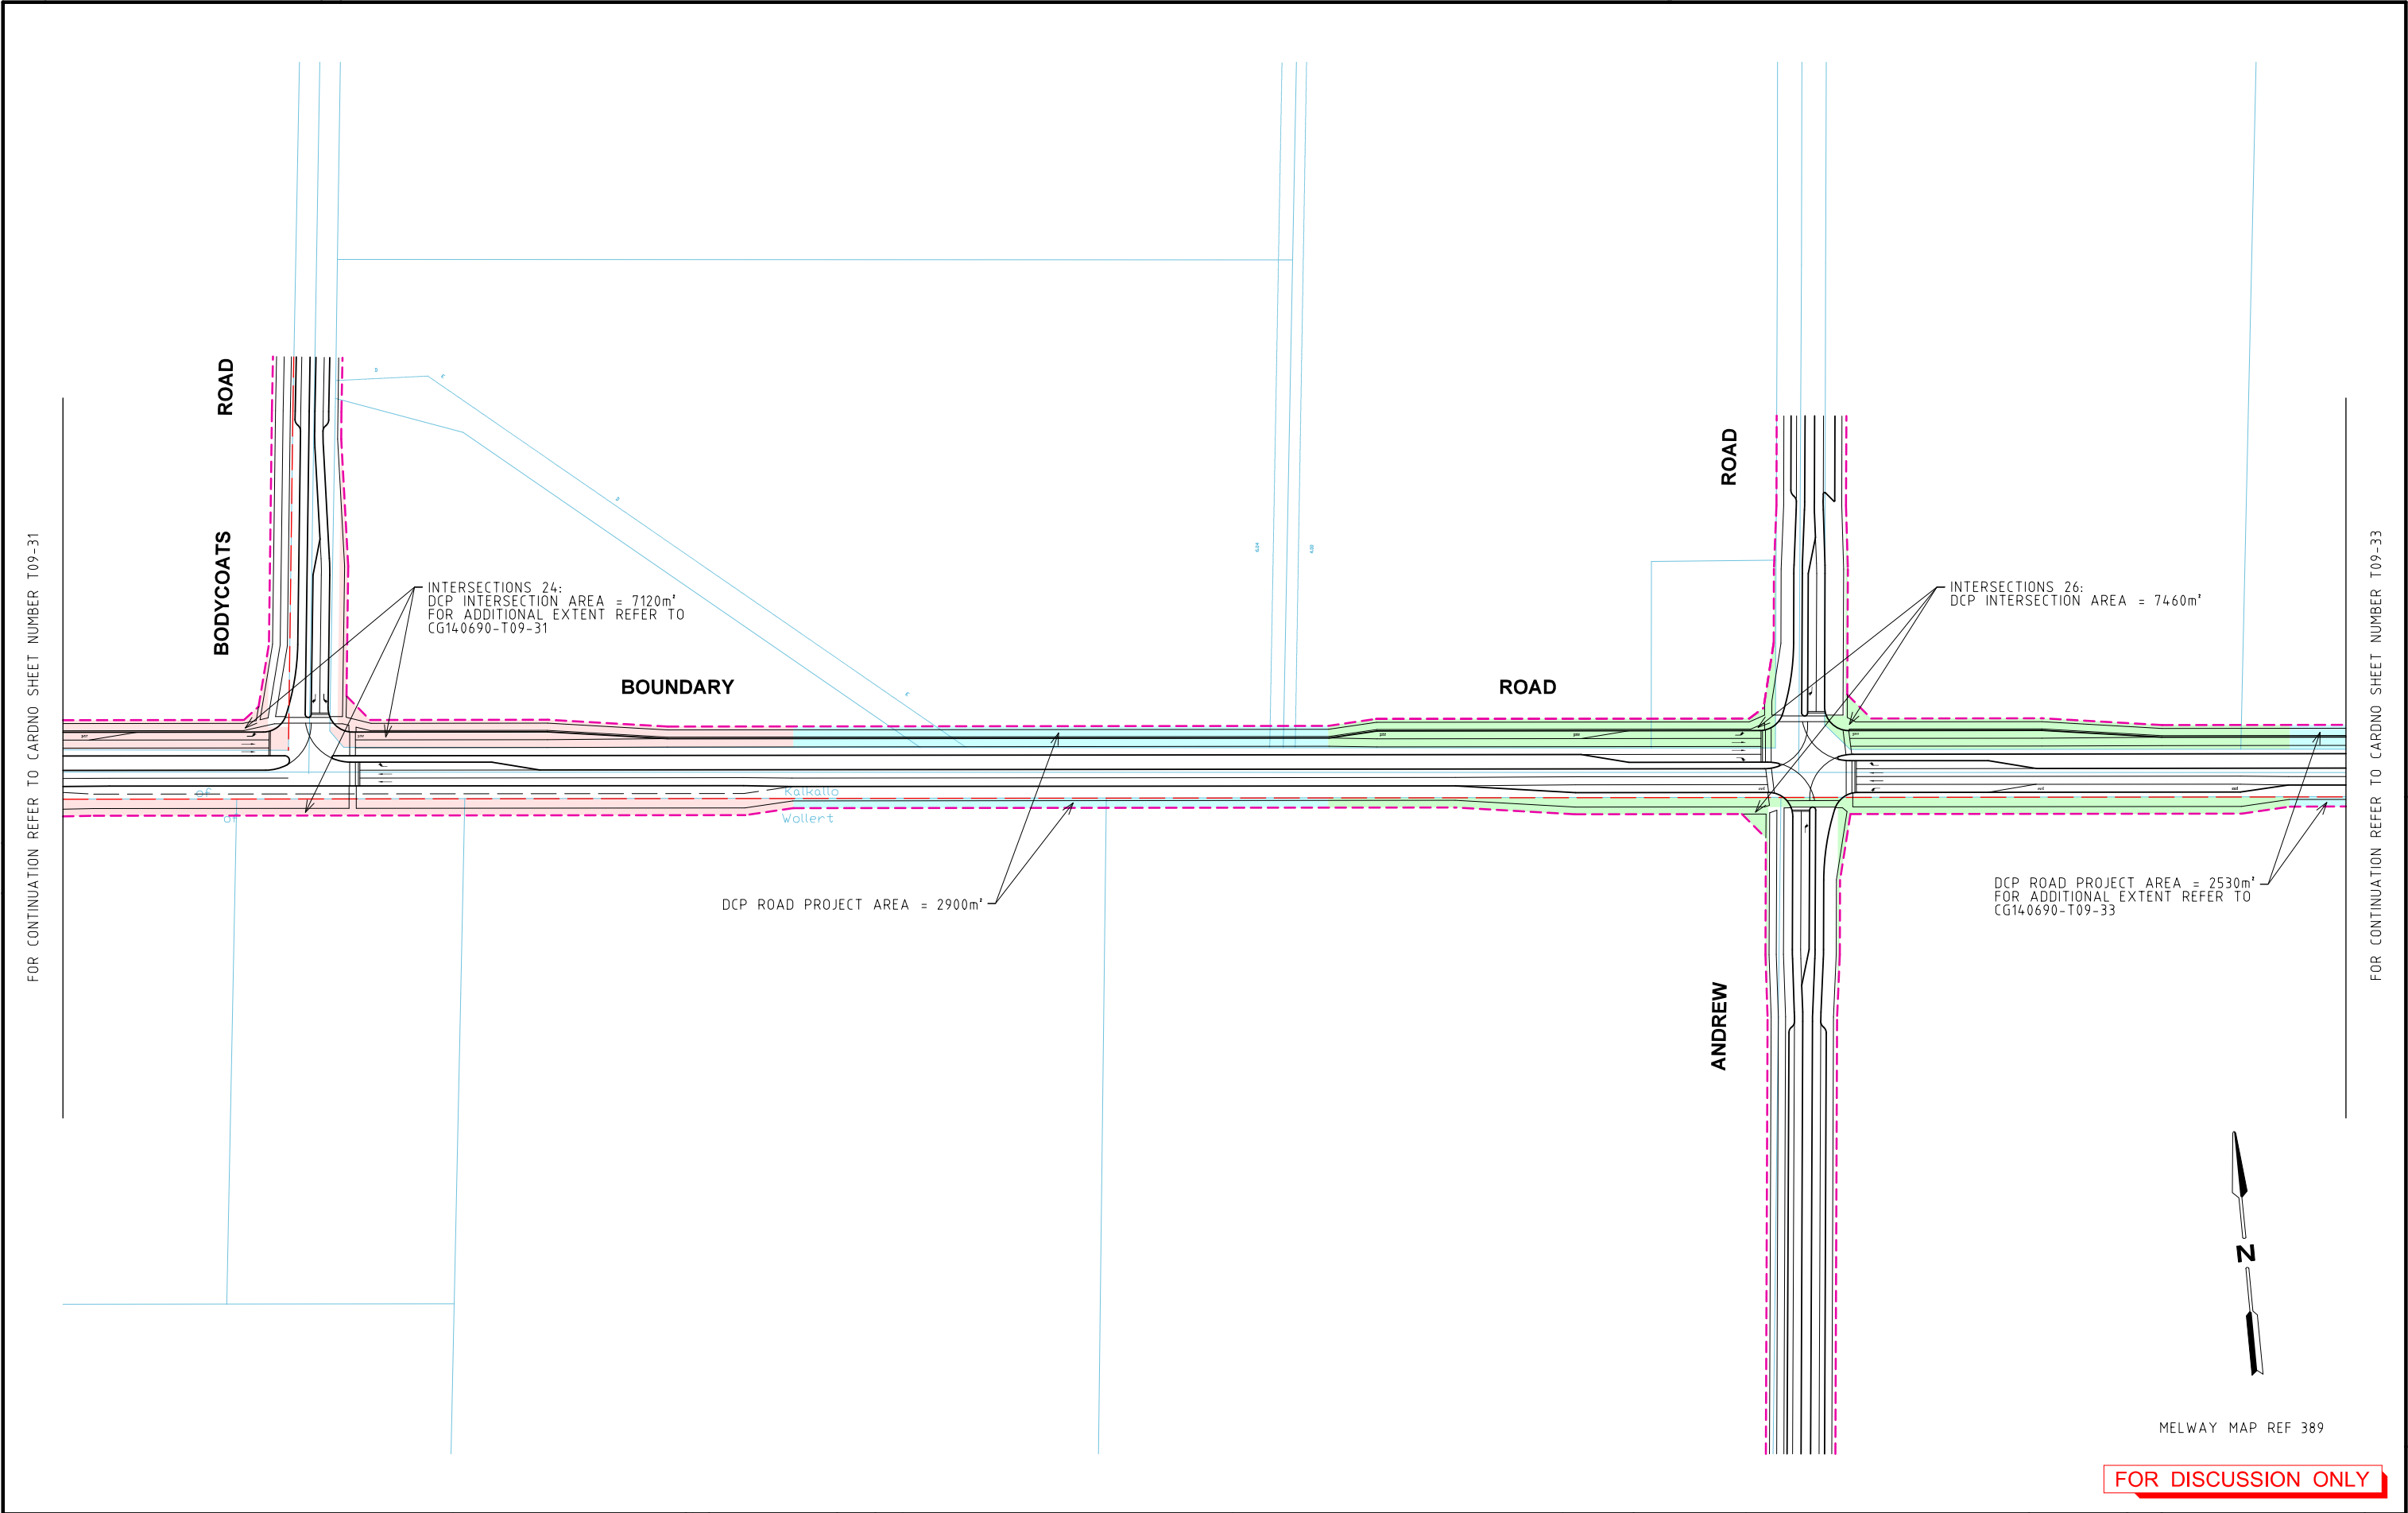 ROAD
BODYCOATS
INTERSECTIONS 24:
DCP INTERSECTION AREA = 7120m²
FOR ADDITIONAL EXTENT REFER TO
CG140690-T09-31
BOUNDARY
ROAD
ROAD
INTERSECTIONS 26:
DCP INTERSECTION AREA = 7460m²
FOR CONTINUATION REFER TO CARDNO SHEET NUMBER T09-31
FOR CONTINUATION REFER TO CARDNO SHEET NUMBER T09-33
of
Kalkallo
of
Wollert
DCP ROAD PROJECT AREA = 2900m²
DCP ROAD PROJECT AREA = 2530m²
FOR ADDITIONAL EXTENT REFER TO
CG140690-T09-33
ANDREW
N
MELWAY MAP REF 389
FOR DISCUSSION ONLY